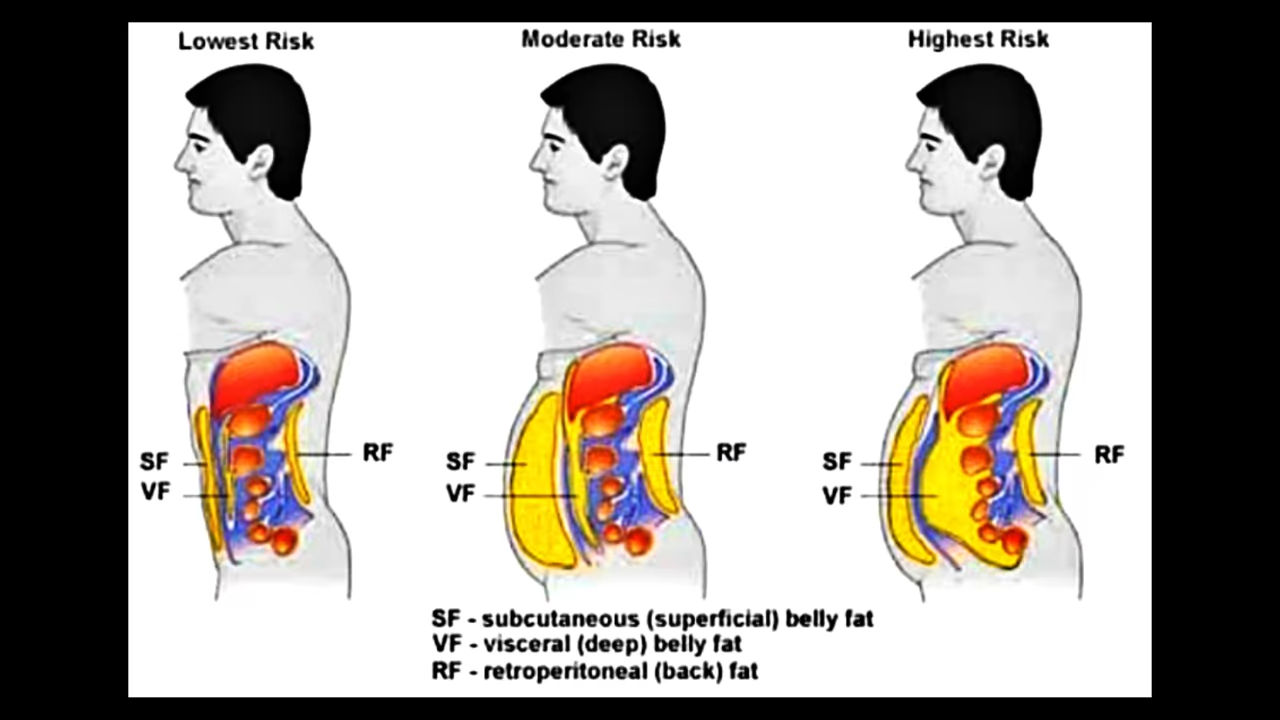 Lowest Risk
Moderate Risk
Highest Risk
SF
VF
RF
SF
VF
RF
SF
VF
RF
SF - subcutaneous (superficial) belly fat
VF - visceral (deep) belly fat
RF - retroperitoneal (back) fat